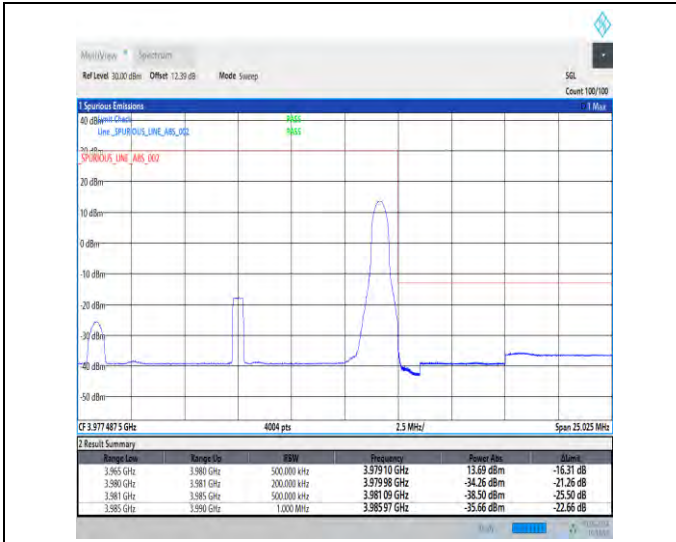 MultiView Spectrum
Ref Level 30.00 dBm Offset 12.39 dB Mode Sweep SGL
Count 100/100
1 Spurious Emissions 1 Max
40 dBm Limit Check PASS
Line _SPURIOUS_LINE_ABS_002 PASS
30 dBm
_SPURIOUS_LINE_ABS_002
20 dBm
10 dBm
0 dBm
-10 dBm
-20 dBm
-30 dBm
-40 dBm
-50 dBm
CF 3.977 487 5 GHz 4004 pts 2.5 MHz/ Span 25.025 MHz
2 Result Summary
Range Low Range Up RBW Frequency Power Abs ΔLimit
3.965 GHz 3.980 GHz 500.000 kHz 3.979 10 GHz 13.69 dBm -16.31 dB
3.980 GHz 3.981 GHz 200.000 kHz 3.979 98 GHz -34.26 dBm -21.26 dB
3.981 GHz 3.985 GHz 500.000 kHz 3.981 09 GHz -38.50 dBm -25.50 dB
3.985 GHz 3.990 GHz 1.000 MHz 3.985 97 GHz -35.66 dBm -22.66 dB